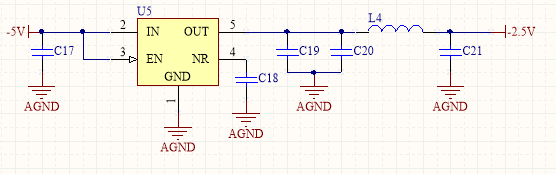 U5
-5V
2
IN
OUT
5
L4
-2.5V
C17
3
EN
NR
4
C19
C20
C21
GND
C18
1
AGND
AGND
AGND
AGND
AGND